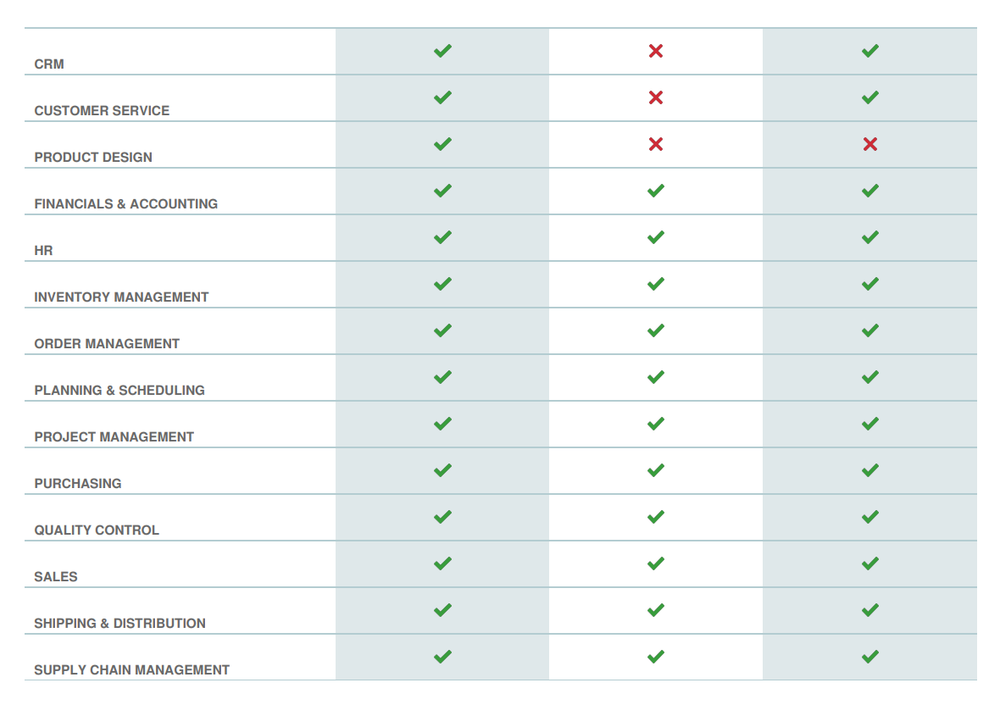 CRM
CUSTOMER SERVICE
PRODUCT DESIGN
FINANCIALS & ACCOUNTING
HR
INVENTORY MANAGEMENT
ORDER MANAGEMENT
PLANNING & SCHEDULING
PROJECT MANAGEMENT
PURCHASING
QUALITY CONTROL
SALES
SHIPPING & DISTRIBUTION
SUPPLY CHAIN MANAGEMENT